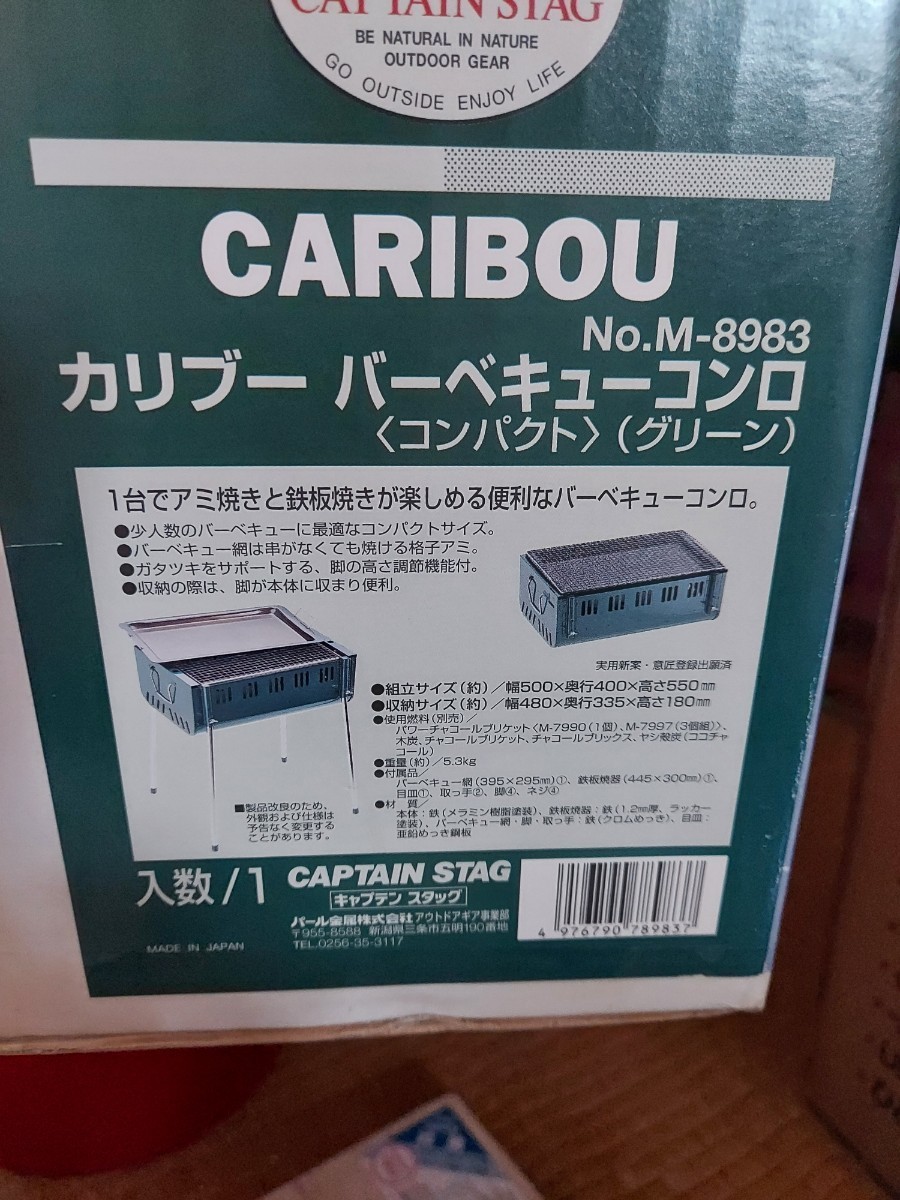 CAPTAIN STAG
BE NATURAL IN NATURE
OUTDOOR GEAR
GO OUTSIDE ENJOY LIFE
CARIBOU
No.M-8983
カリブー バーベキューコンロ
〈コンパクト〉(グリーン)
1台でアミ焼きと鉄板焼きが楽しめる便利なバーベキューコンロ。
●少人数のバーベキューに最適なコンパクトサイズ。
●バーベキュー網は串がなくても焼ける格子アミ。
●ガタツキをサポートする、脚の高さ調節機能付。
●収納の際は、脚が本体に収まり便利。
実用新案・意匠登録出願済
●組立サイズ(約)/幅500×奥行400×高さ550㎜
●収納サイズ(約)/幅480×奥行335×高さ180㎜
●使用燃料(別売)/
パワーチャコールブリケット〈M-7990(1個)、M-7997(3個組)〉、
木炭、チャコールブリケット、チャコールブリックス、ヤシ殻炭(ココチャ
コール)
●重量(約)/5.3kg
●付属品/
バーベキュー網(395×295㎜)①、鉄板焼器(445×300㎜)①、
目皿①、取っ手②、脚④、ネジ④
●材 質/
本体:鉄(メラミン樹脂塗装)、鉄板焼器:鉄(1.2㎜厚、ラッカー
塗装)、バーベキュー網・脚・取っ手:鉄(クロムめっき)、目皿:
亜鉛めっき鋼板
■製品改良のため、
外観および仕様は
予告なく変更する
ことがあります。
入数/1
CAPTAIN STAG
キャプテン スタッグ
パール金属株式会社アウトドアギア事業部
〒955-8588 新潟県三条市五明190番地
TEL.0256-35-3117
MADE IN JAPAN
4 976790 789837